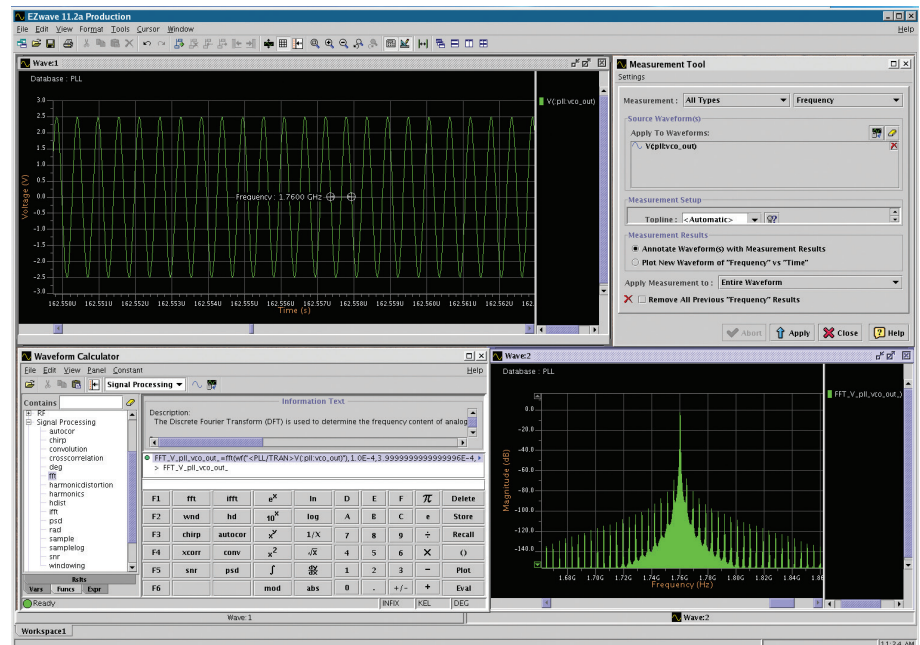 EZwave 11.2a Production
File Edit View Format Tools Cursor Window Help
Wave:1
Database : PLL
3.0
2.5
2.0
1.5
1.0
0.5
0.0
-0.5
-1.0
-1.5
-2.0
-2.5
-3.0
Voltage (V)
Frequency : 1.7600 GHz
V(:pll:vco_out)
162.550U 162.551U 162.552U 162.553U 162.554U 162.555U 162.556U 162.557U 162.558U 162.559U 162.560U 162.561U 162.562U 162.
Time (s)
Measurement Tool
Settings
Measurement : All Types Frequency
Source Waveform(s)
Apply To Waveforms:
V(pll:vco_out)
Measurement Setup
Topline : <Automatic>
Measurement Results
Annotate Waveform(s) with Measurement Results
Plot New Waveform of "Frequency" vs "Time"
Apply Measurement to : Entire Waveform
Remove All Previous "Frequency" Results
Abort Apply Close Help
Waveform Calculator
File Edit View Panel Constant Help
Signal Processing
Contains
RF
Signal Processing
autocor
chirp
convolution
crosscorrelation
deg
fft
harmonicdistortion
harmonics
hdist
ifft
psd
rad
sample
samplelog
snr
windowing
Rslts
Vars Funcs Expr
Information Text
Description:
The Discrete Fourier Transform (DFT) is used to determine the frequency content of analog
FFT_V_pll_vco_out_=fft(wf("<PLL/TRAN>V(:pll:vco_out)"),1.0E-4,3.9999999999999996E-4,
> FFT_V_pll_vco_out_
F1 fft ifft e^x ln D E F π Delete
F2 wnd hd 10^x log A B C e Store
F3 chirp autocor x^y 1/X 7 8 9 ÷ Recall
F4 xcorr conv x^2 √x 4 5 6 × ()
F5 snr psd ∫ dy/dx 1 2 3 − Plot
F6 mod abs 0 . +/- + Eval
Ready INFIX KEL DEG
Wave:2
Database : PLL
0.0
-20.0
-40.0
-60.0
-80.0
-100.0
-120.0
-140.0
Magnitude (dB)
FFT_V_pll_vco_out_)
1.68G 1.70G 1.72G 1.74G 1.76G 1.78G 1.80G 1.82G 1.84G 1.86
Frequency (Hz)
Wave:1 Wave:2
Workspace1
11:24 AM